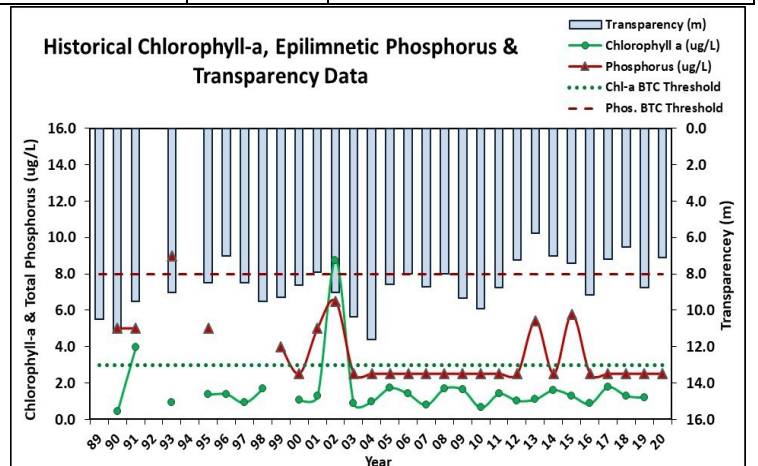 Historical Chlorophyll-a, Epilimnetic Phosphorus &
Transparency Data
Transparency (m)
Chlorophyll a (ug/L)
Phosphorus (ug/L)
Chl-a BTC Threshold
Phos. BTC Threshold
Chlorophyll-a & Total Phosphorus (ug/L)
16.0
14.0
12.0
10.0
8.0
6.0
4.0
2.0
0.0
0.0
2.0
4.0
6.0
8.0
10.0
12.0
14.0
16.0
Transparencey (m)
89 90 91 92 93 94 95 96 97 98 99 00 01 02 03 04 05 06 07 08 09 10 11 12 13 14 15 16 17 18 19 20
Year